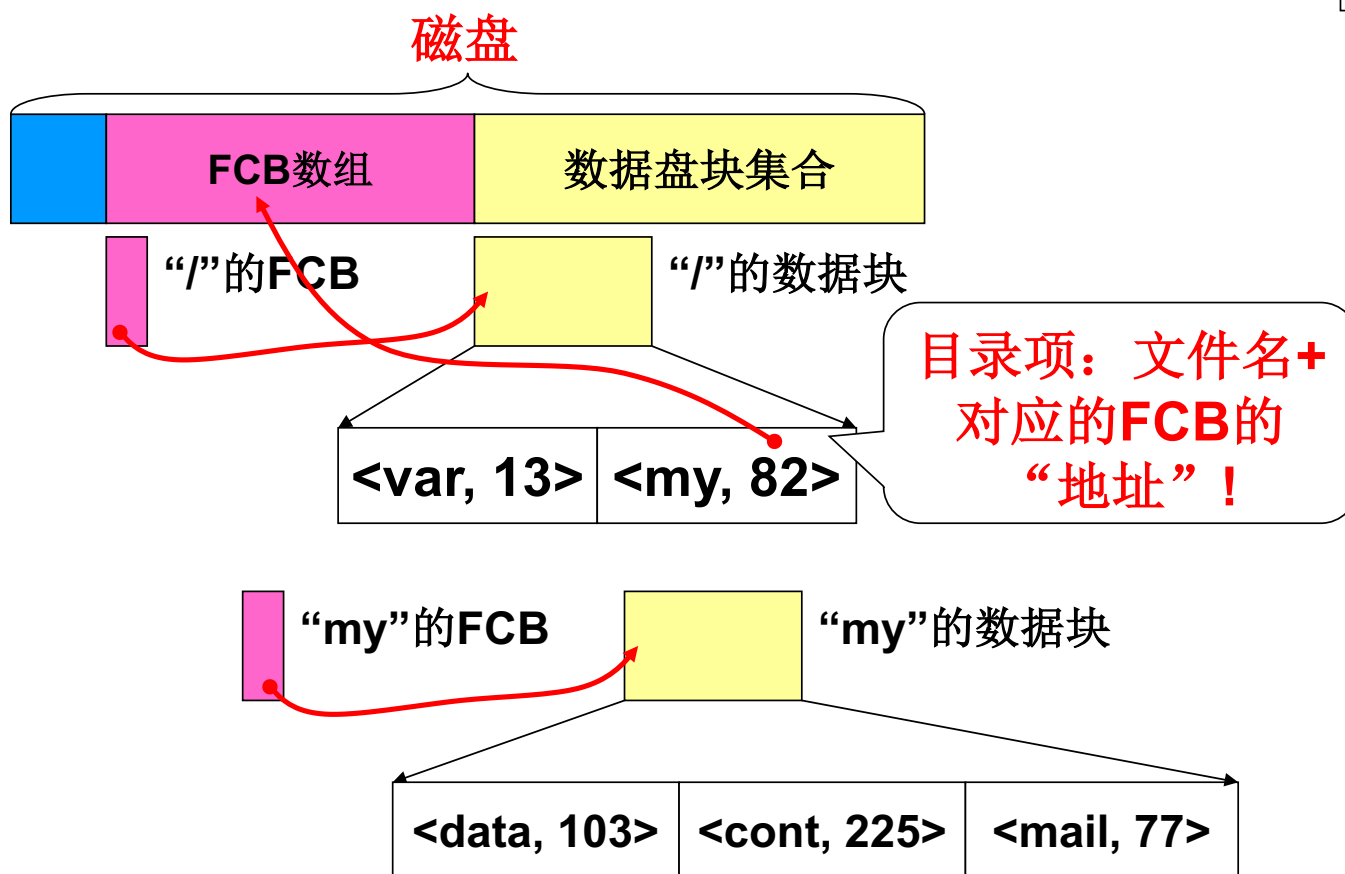 磁盘
FCB数组
数据盘块集合
“/”的FCB
“/”的数据块
目录项：文件名+
对应的FCB的
“地址”！
<var, 13>
<my, 82>
“my”的FCB
“my”的数据块
<data, 103>
<cont, 225>
<mail, 77>